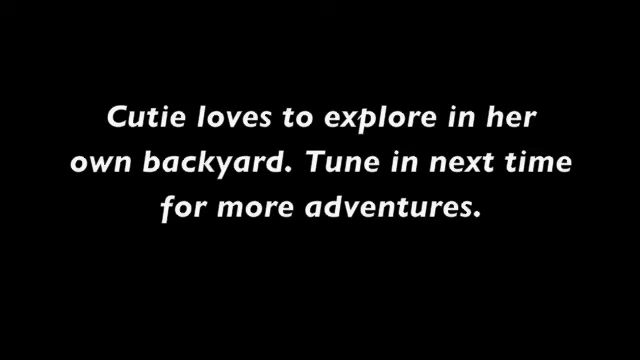 Cutie loves to explore in her
own backyard. Tune in next time
for more adventures.